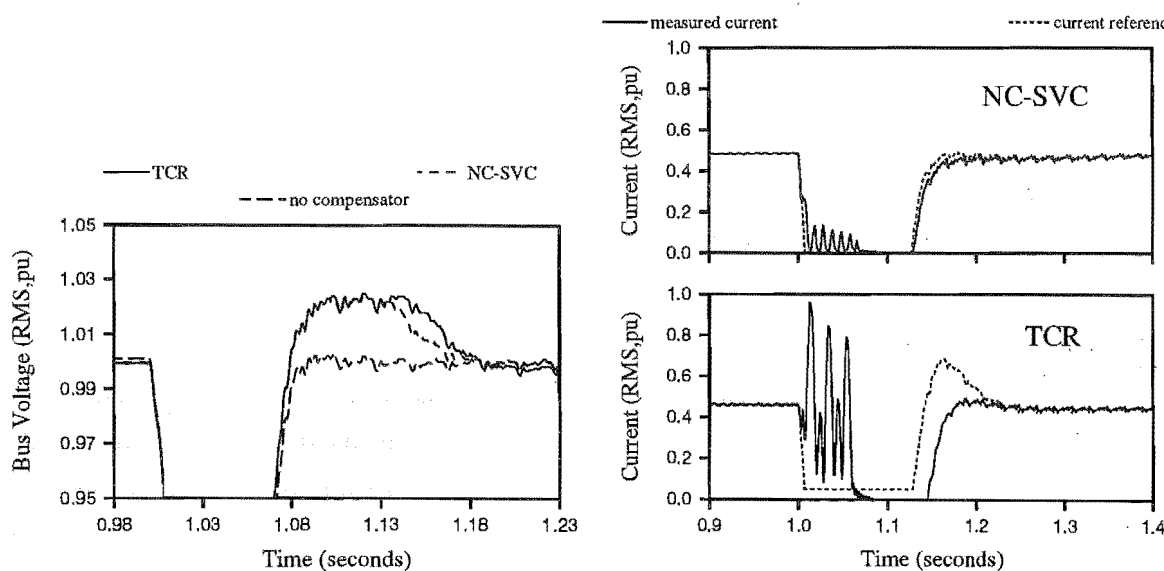 TCR
NC-SVC
no compensator
Bus Voltage (RMS,pu)
1.05
1.03
1.01
0.99
0.97
0.95
0.98
1.03
1.08
1.13
1.18
1.23
Time (seconds)
measured current
current referenc
NC-SVC
Current (RMS,pu)
1.0
0.8
0.6
0.4
0.2
0.0
TCR
Current (RMS,pu)
1.0
0.8
0.6
0.4
0.2
0.0
0.9
1.0
1.1
1.2
1.3
1.4
Time (seconds)